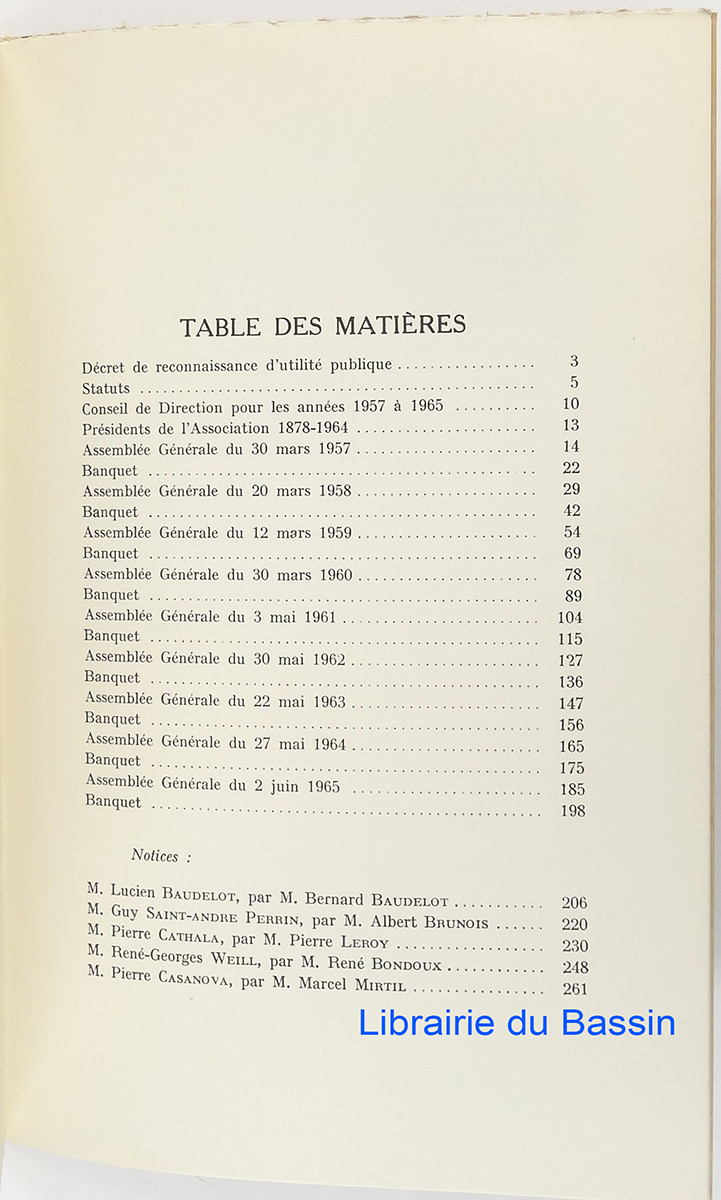 TABLE DES MATIÈRES
Décret de reconnaissance d'utilité publique ................. 3
Statuts ................................................ 5
Conseil de Direction pour les années 1957 à 1965 .......... 10
Présidents de l'Association 1878-1964 ...................... 13
Assemblée Générale du 30 mars 1957 ...................... 14
Banquet ................................................ 22
Assemblée Générale du 20 mars 1958 ...................... 29
Banquet ................................................ 42
Assemblée Générale du 12 mars 1959 ...................... 54
Banquet ................................................ 69
Assemblée Générale du 30 mars 1960 ...................... 78
Banquet ................................................ 89
Assemblée Générale du 3 mai 1961 ........................ 104
Banquet ................................................ 115
Assemblée Générale du 30 mai 1962 ....................... 127
Banquet ................................................ 136
Assemblée Générale du 22 mai 1963 ....................... 147
Banquet ................................................ 156
Assemblée Générale du 27 mai 1964 ....................... 165
Banquet ................................................ 175
Assemblée Générale du 2 juin 1965 ....................... 185
Banquet ................................................ 198
Notices :
M. Lucien BAUDELOT, par M. Bernard BAUDELOT ........... 206
M. Guy SAINT-ANDRE PERRIN, par M. Albert BRUNOIS ...... 220
M. Pierre CATHALA, par M. Pierre LEROY .................. 230
M. René-Georges WEILL, par M. René BONDOUX ............ 248
M. Pierre CASANOVA, par M. Marcel MIRTIL ................ 261
Librairie du Bassin